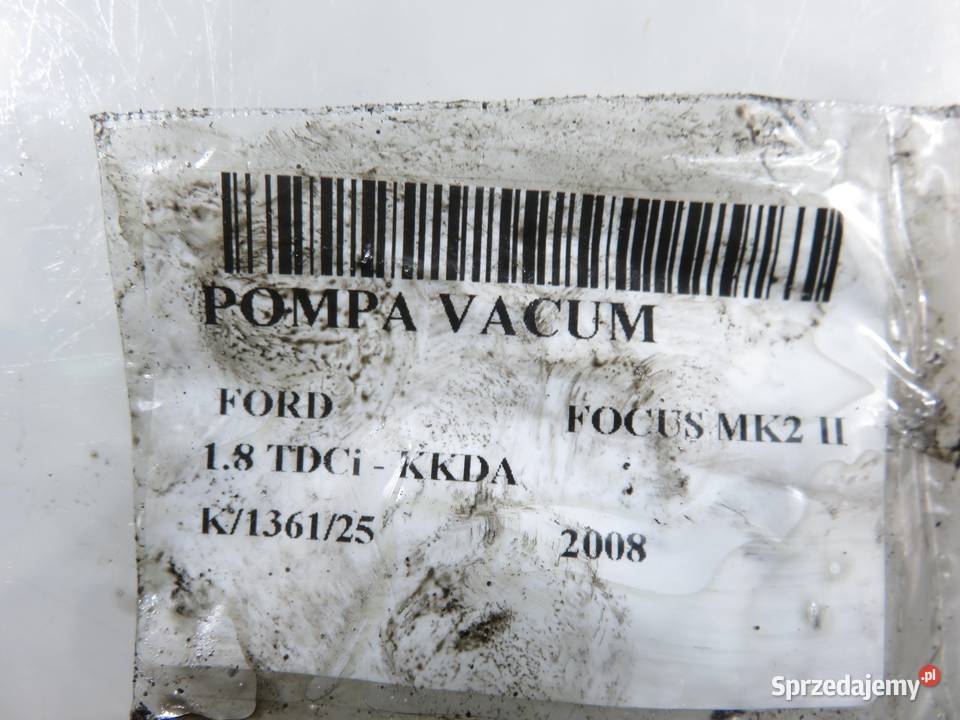 POMPA VACUM
FORD FOCUS MK2 II
1.8 TDCi - KKDA
K/1361/25 2008
Sprzedajemy.pl